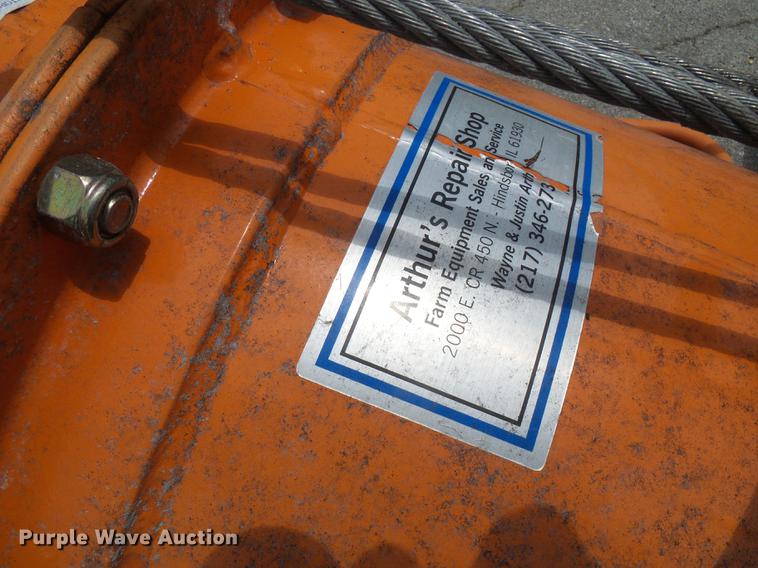 Arthur's Repair Shop
Farm Equipment Sales and Service
2000 E. CR 450 N. - Hindsboro, IL 61930
Wayne & Justin
(217) 346-273
Purple Wave Auction